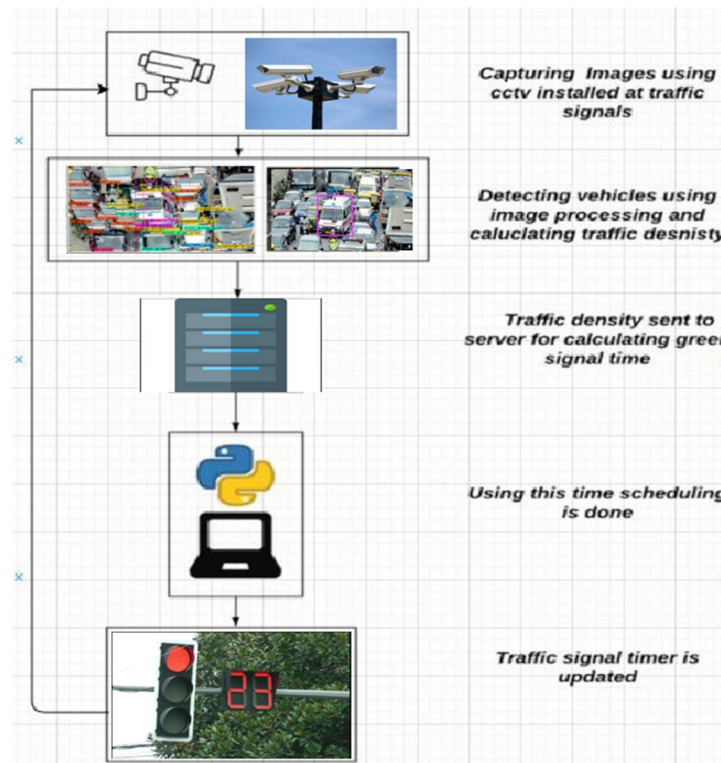 Capturing Images using
cctv installed at traffic
signals
Detecting vehicles using
image processing and
caluclating traffic desnisty
Traffic density sent to
server for calculating green
signal time
Using this time scheduling
is done
23
Traffic signal timer is
updated